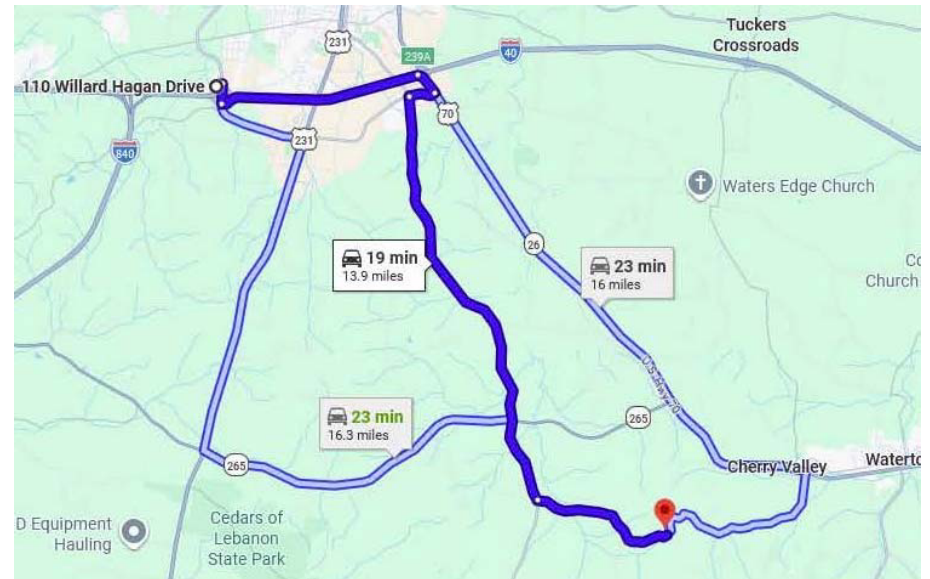 Tuckers
Crossroads
231
239A
40
110 Willard Hagan Drive
70
231
840
Waters Edge Church
26
19 min
13.9 miles
23 min
16 miles
Co
Church
U.S. Hwy 70
23 min
16.3 miles
265
265
Cherry Valley
Waterto
D Equipment
Hauling
Cedars of
Lebanon
State Park